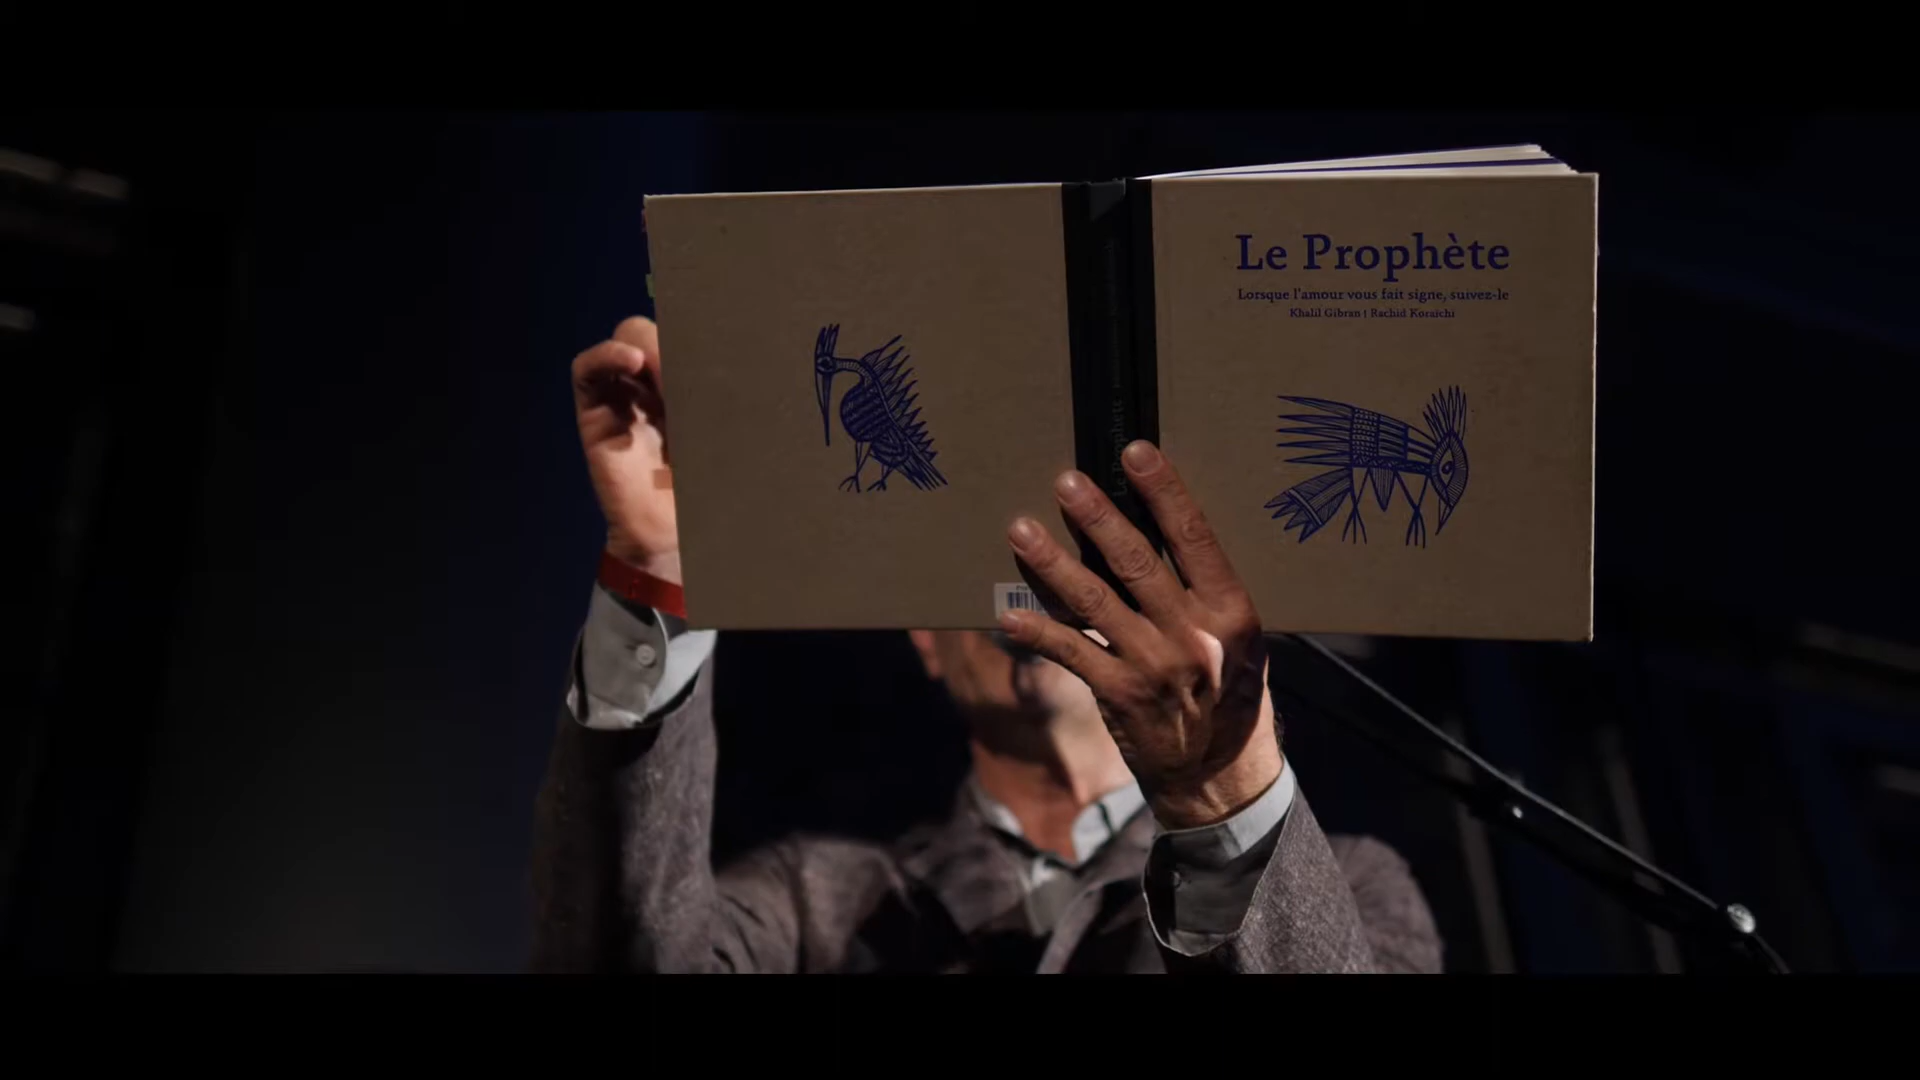 Le Prophète
Lorsque l'amour vous fait signe, suivez-le
Khalil Gibran | Rachid Koraïchi
Le Prophète